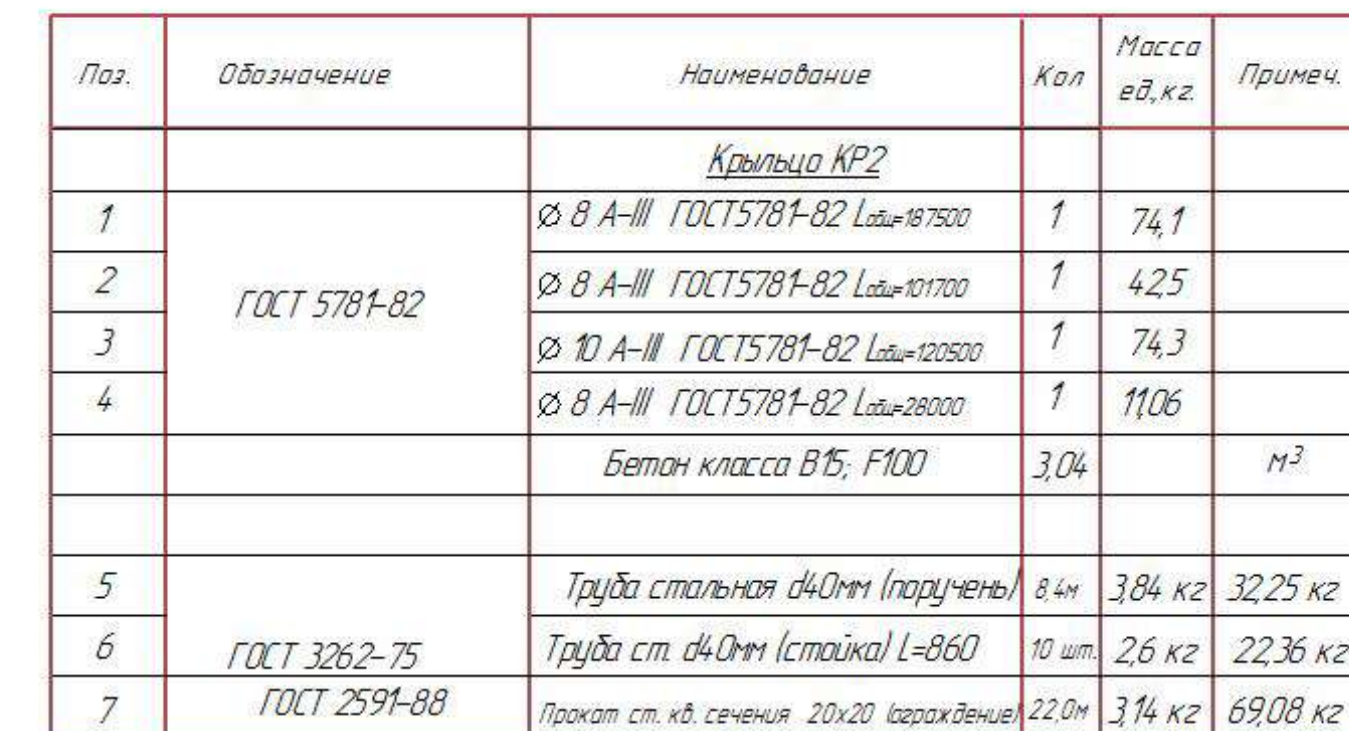 Поз. Обозначение Наименование Кол Масса ед.,кг. Примеч.
Крыльцо КР2
1 ⌀ 8 А-III ГОСТ5781-82 Lобщ=187500 1 74,1
2 ГОСТ 5781-82 ⌀ 8 А-III ГОСТ5781-82 Lобщ=101700 1 42,5
3 ⌀ 10 А-III ГОСТ5781-82 Lобщ=120500 1 74,3
4 ⌀ 8 А-III ГОСТ5781-82 Lобщ=28000 1 11,06
Бетон класса В15; F100 3,04 м³
5 Труба стальная d40мм (поручень) 8,4м 3,84 кг 32,25 кг
6 ГОСТ 3262-75 Труба ст. d40мм (стойка) L=860 10 шт. 2,6 кг 22,36 кг
7 ГОСТ 2591-88 Прокат ст. кв. сечения 20х20 (ограждение) 22,0м 3,14 кг 69,08 кг